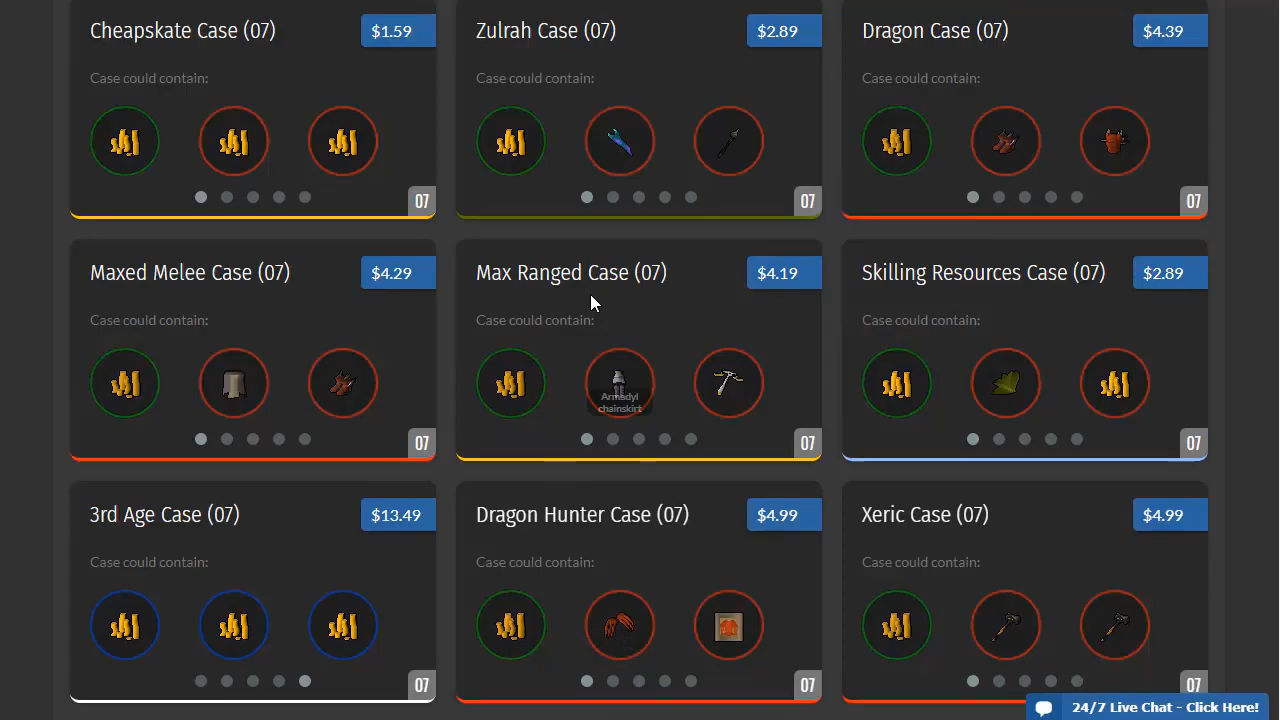 Cheapskate Case (07)
$1.59
Case could contain:
07
Zulrah Case (07)
$2.89
Case could contain:
07
Dragon Case (07)
$4.39
Case could contain:
07
Maxed Melee Case (07)
$4.29
Case could contain:
07
Max Ranged Case (07)
$4.19
Case could contain:
Armadyl
chainskirt
07
Skilling Resources Case (07)
$2.89
Case could contain:
07
3rd Age Case (07)
$13.49
Case could contain:
07
Dragon Hunter Case (07)
$4.99
Case could contain:
07
Xeric Case (07)
$4.99
Case could contain:
07
24/7 Live Chat - Click Here!